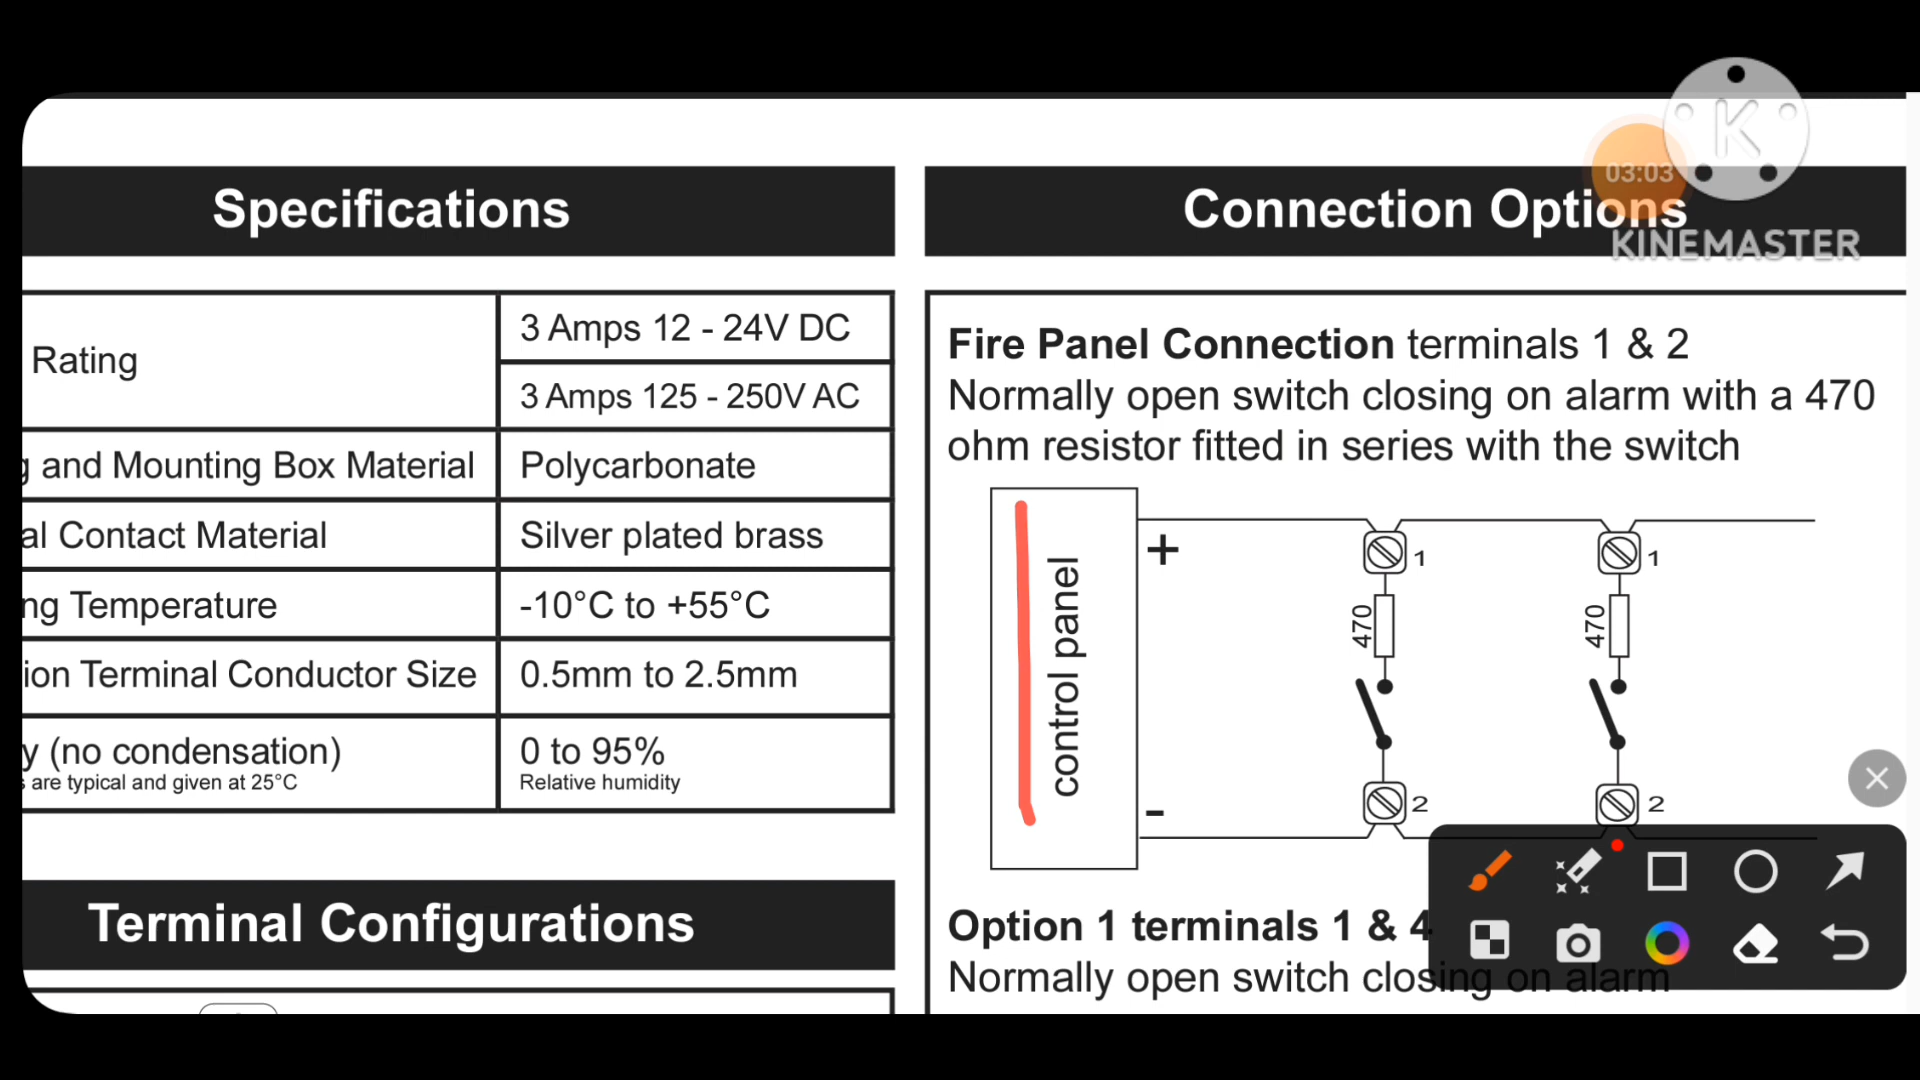 Specifications
Rating
3 Amps 12 - 24V DC
3 Amps 125 - 250V AC
g and Mounting Box Material
Polycarbonate
al Contact Material
Silver plated brass
ng Temperature
-10°C to +55°C
ion Terminal Conductor Size
0.5mm to 2.5mm
y (no condensation)
s are typical and given at 25°C
0 to 95%
Relative humidity
Terminal Configurations
Connection Options
03:03
K
KINEMASTER
Fire Panel Connection terminals 1 & 2
Normally open switch closing on alarm with a 470
ohm resistor fitted in series with the switch
control panel
+
-
1
470
2
1
470
2
Option 1 terminals 1 & 4
Normally open switch closing on alarm